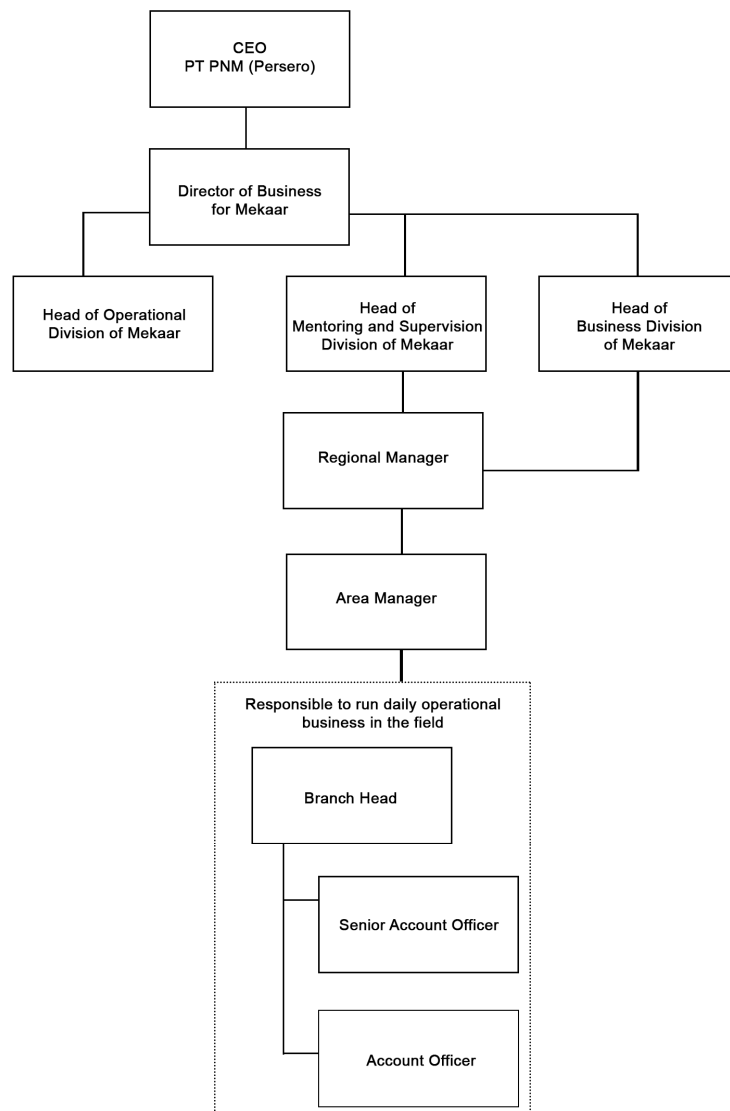 CEO
PT PNM (Persero)
Director of Business
for Mekaar
Head of Operational
Division of Mekaar
Head of
Mentoring and Supervision
Division of Mekaar
Head of
Business Division
of Mekaar
Regional Manager
Area Manager
Responsible to run daily operational
business in the field
Branch Head
Senior Account Officer
Account Officer